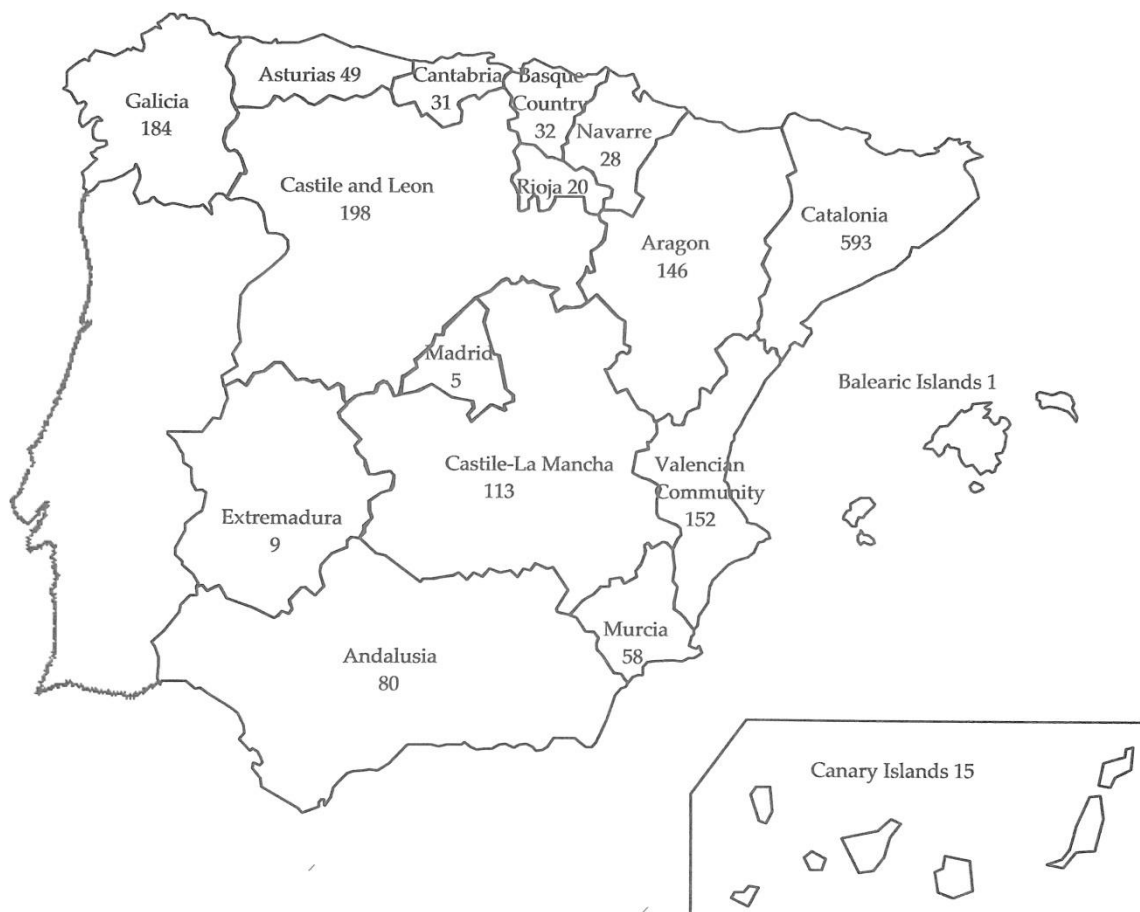 Asturias 49
Cantabria
31
Basque
Country
32
Galicia
184
Navarre
28
Castile and Leon
198
Rioja 20
Catalonia
593
Aragon
146
Madrid
5
Balearic Islands 1
Castile-La Mancha
113
Valencian
Community
152
Extremadura
9
Murcia
58
Andalusia
80
Canary Islands 15